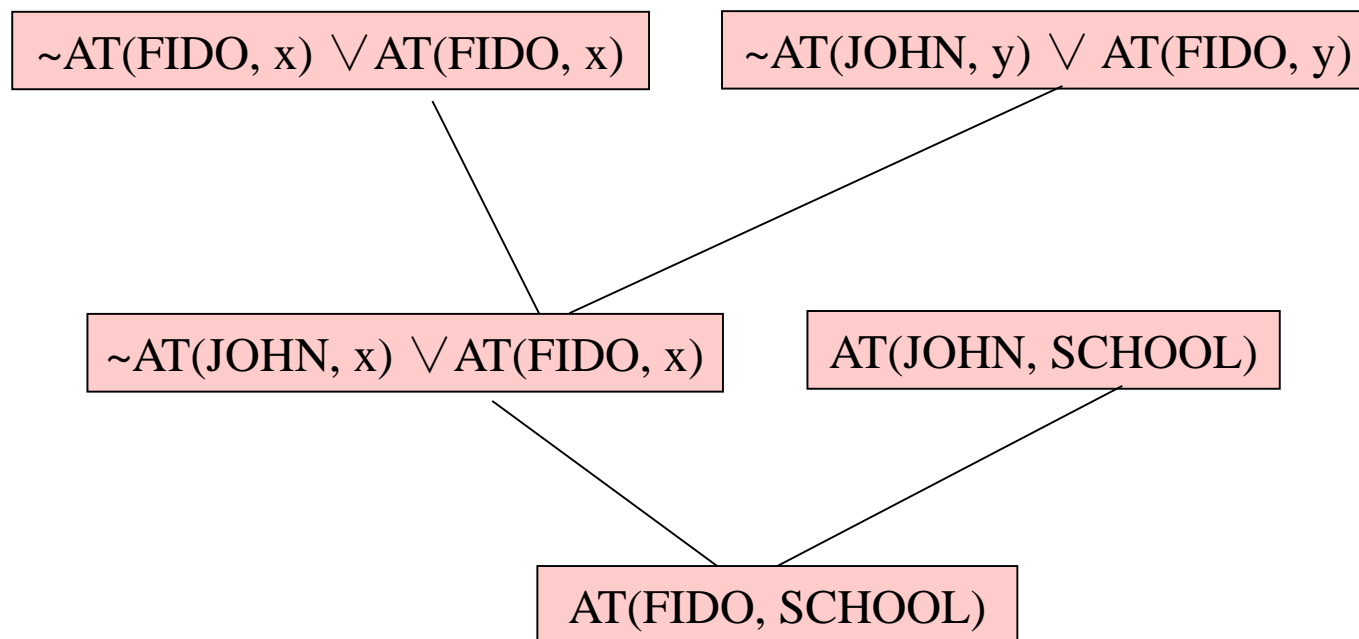 ~AT(FIDO, x) ∨AT(FIDO, x)
~AT(JOHN, y) ∨ AT(FIDO, y)
~AT(JOHN, x) ∨AT(FIDO, x)
AT(JOHN, SCHOOL)
AT(FIDO, SCHOOL)